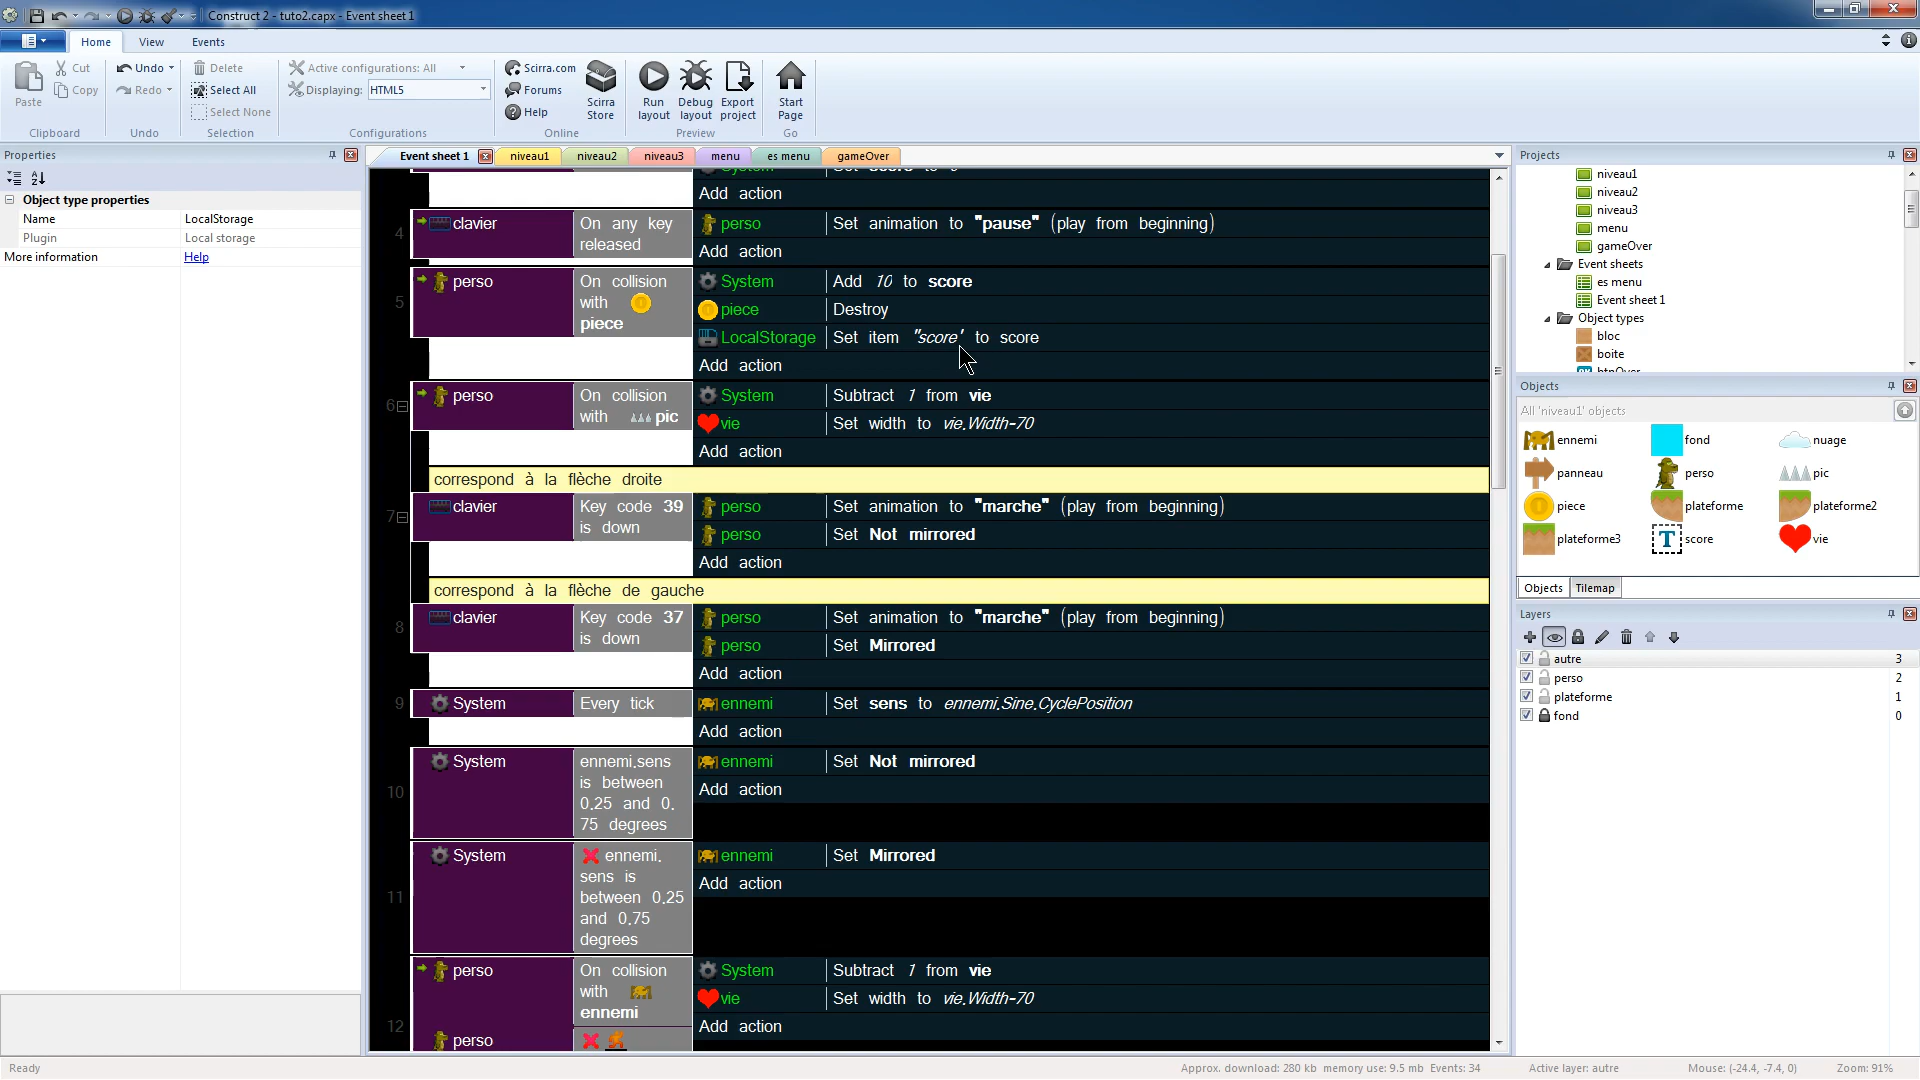 Construct 2 - tuto2.capx - Event sheet 1
Home View Events
Paste
Cut
Copy
Clipboard
Undo
Redo
Undo
Delete
Select All
Select None
Selection
Active configurations: All
Displaying: HTML5
Configurations
Scirra.com
Forums
Help
Scirra Store
Online
Run layout
Debug layout
Export project
Preview
Start Page
Go
Properties
Object type properties
Name LocalStorage
Plugin Local storage
More information Help
Event sheet 1 niveau1 niveau2 niveau3 menu es menu gameOver
Add action
4 clavier On any key released
perso Set animation to "pause" (play from beginning)
Add action
5 perso On collision with piece
System Add 10 to score
piece Destroy
LocalStorage Set item "score" to score
Add action
6 perso On collision with pic
System Subtract 1 from vie
vie Set width to vie.Width-70
Add action
correspond à la flèche droite
7 clavier Key code 39 is down
perso Set animation to "marche" (play from beginning)
perso Set Not mirrored
Add action
correspond à la flèche de gauche
8 clavier Key code 37 is down
perso Set animation to "marche" (play from beginning)
perso Set Mirrored
Add action
9 System Every tick
ennemi Set sens to ennemi.Sine.CyclePosition
Add action
10 System ennemi.sens is between 0.25 and 0.75 degrees
ennemi Set Not mirrored
Add action
11 System ennemi.sens is between 0.25 and 0.75 degrees
ennemi Set Mirrored
Add action
12 perso On collision with ennemi
System Subtract 1 from vie
vie Set width to vie.Width-70
Add action
perso
Projects
niveau1
niveau2
niveau3
menu
gameOver
Event sheets
es menu
Event sheet 1
Object types
bloc
boite
Objects
All 'niveau1' objects
ennemi fond nuage
panneau perso pic
piece plateforme plateforme2
plateforme3 T score vie
Objects Tilemap
Layers
autre 3
perso 2
plateforme 1
fond 0
Ready
Approx. download: 280 kb memory use: 9.5 mb Events: 34
Active layer: autre
Mouse: (-24.4, -7.4, 0)
Zoom: 91%